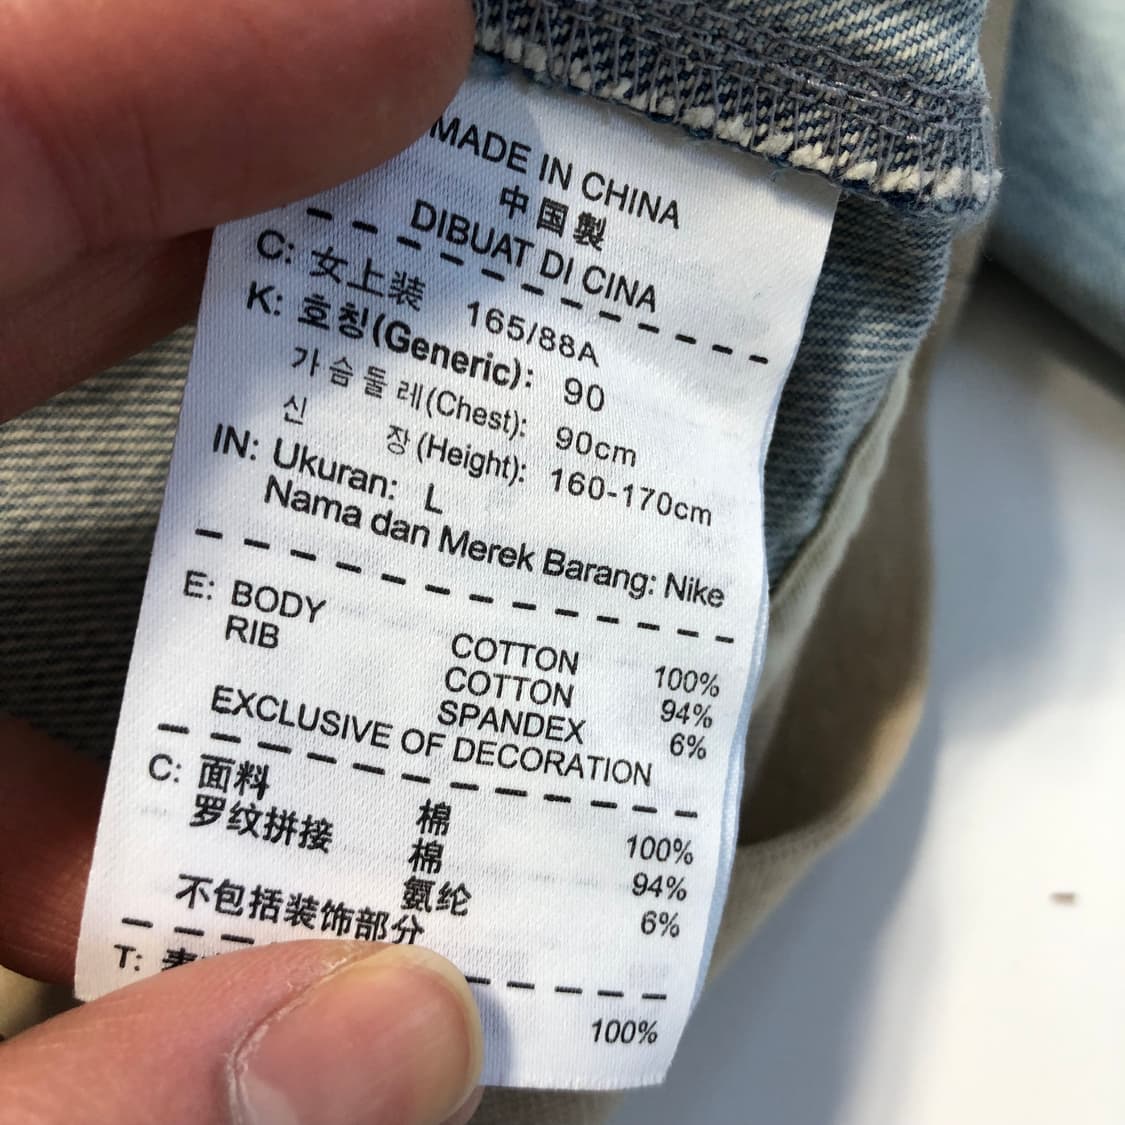 MADE IN CHINA
中国製
DIBUAT DI CINA
C: 女上装 165/88A
K: 호칭(Generic): 90
가슴둘레(Chest): 90cm
신 장(Height): 160-170cm
IN: Ukuran: L
Nama dan Merek Barang: Nike
E: BODY COTTON 100%
RIB COTTON 94%
SPANDEX 6%
EXCLUSIVE OF DECORATION
C: 面料 棉 100%
罗纹拼接 棉 94%
氨纶 6%
不包括装饰部分
T: 100%